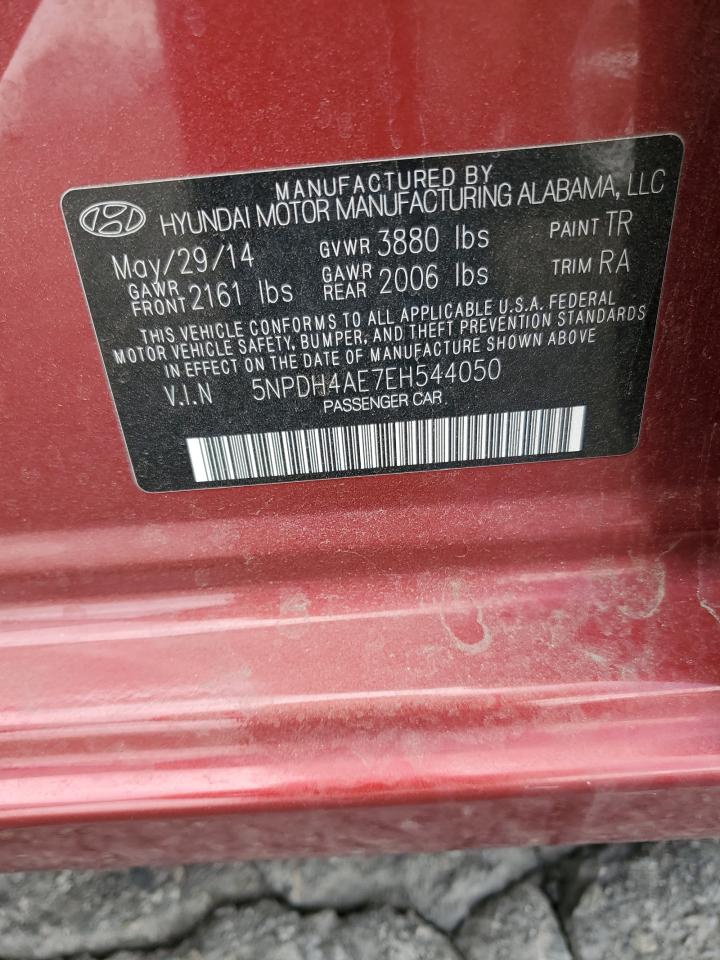 MANUFACTURED BY
HYUNDAI MOTOR MANUFACTURING ALABAMA, LLC
May/29/14 GVWR 3880 lbs PAINT TR
GAWR FRONT 2161 lbs GAWR REAR 2006 lbs TRIM RA
THIS VEHICLE CONFORMS TO ALL APPLICABLE U.S.A. FEDERAL
MOTOR VEHICLE SAFETY, BUMPER, AND THEFT PREVENTION STANDARDS
IN EFFECT ON THE DATE OF MANUFACTURE SHOWN ABOVE
V.I.N 5NPDH4AE7EH544050
PASSENGER CAR